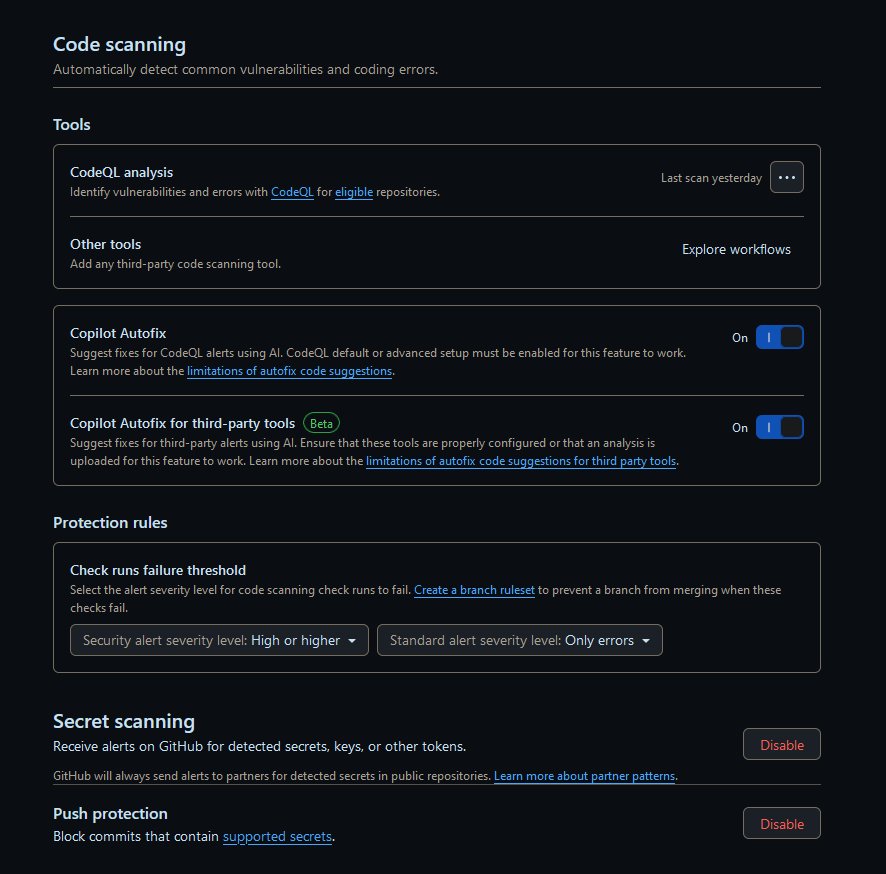 Code scanning
Automatically detect common vulnerabilities and coding errors.
Tools
CodeQL analysis
Identify vulnerabilities and errors with CodeQL for eligible repositories.
Last scan yesterday
Other tools
Add any third-party code scanning tool.
Explore workflows
Copilot Autofix
Suggest fixes for CodeQL alerts using AI. CodeQL default or advanced setup must be enabled for this feature to work.
Learn more about the limitations of autofix code suggestions.
On
Copilot Autofix for third-party tools Beta
Suggest fixes for third-party alerts using AI. Ensure that these tools are properly configured or that an analysis is
uploaded for this feature to work. Learn more about the limitations of autofix code suggestions for third party tools.
On
Protection rules
Check runs failure threshold
Select the alert severity level for code scanning check runs to fail. Create a branch ruleset to prevent a branch from merging when these
checks fail.
Security alert severity level: High or higher
Standard alert severity level: Only errors
Secret scanning
Receive alerts on GitHub for detected secrets, keys, or other tokens.
Disable
GitHub will always send alerts to partners for detected secrets in public repositories. Learn more about partner patterns.
Push protection
Block commits that contain supported secrets.
Disable